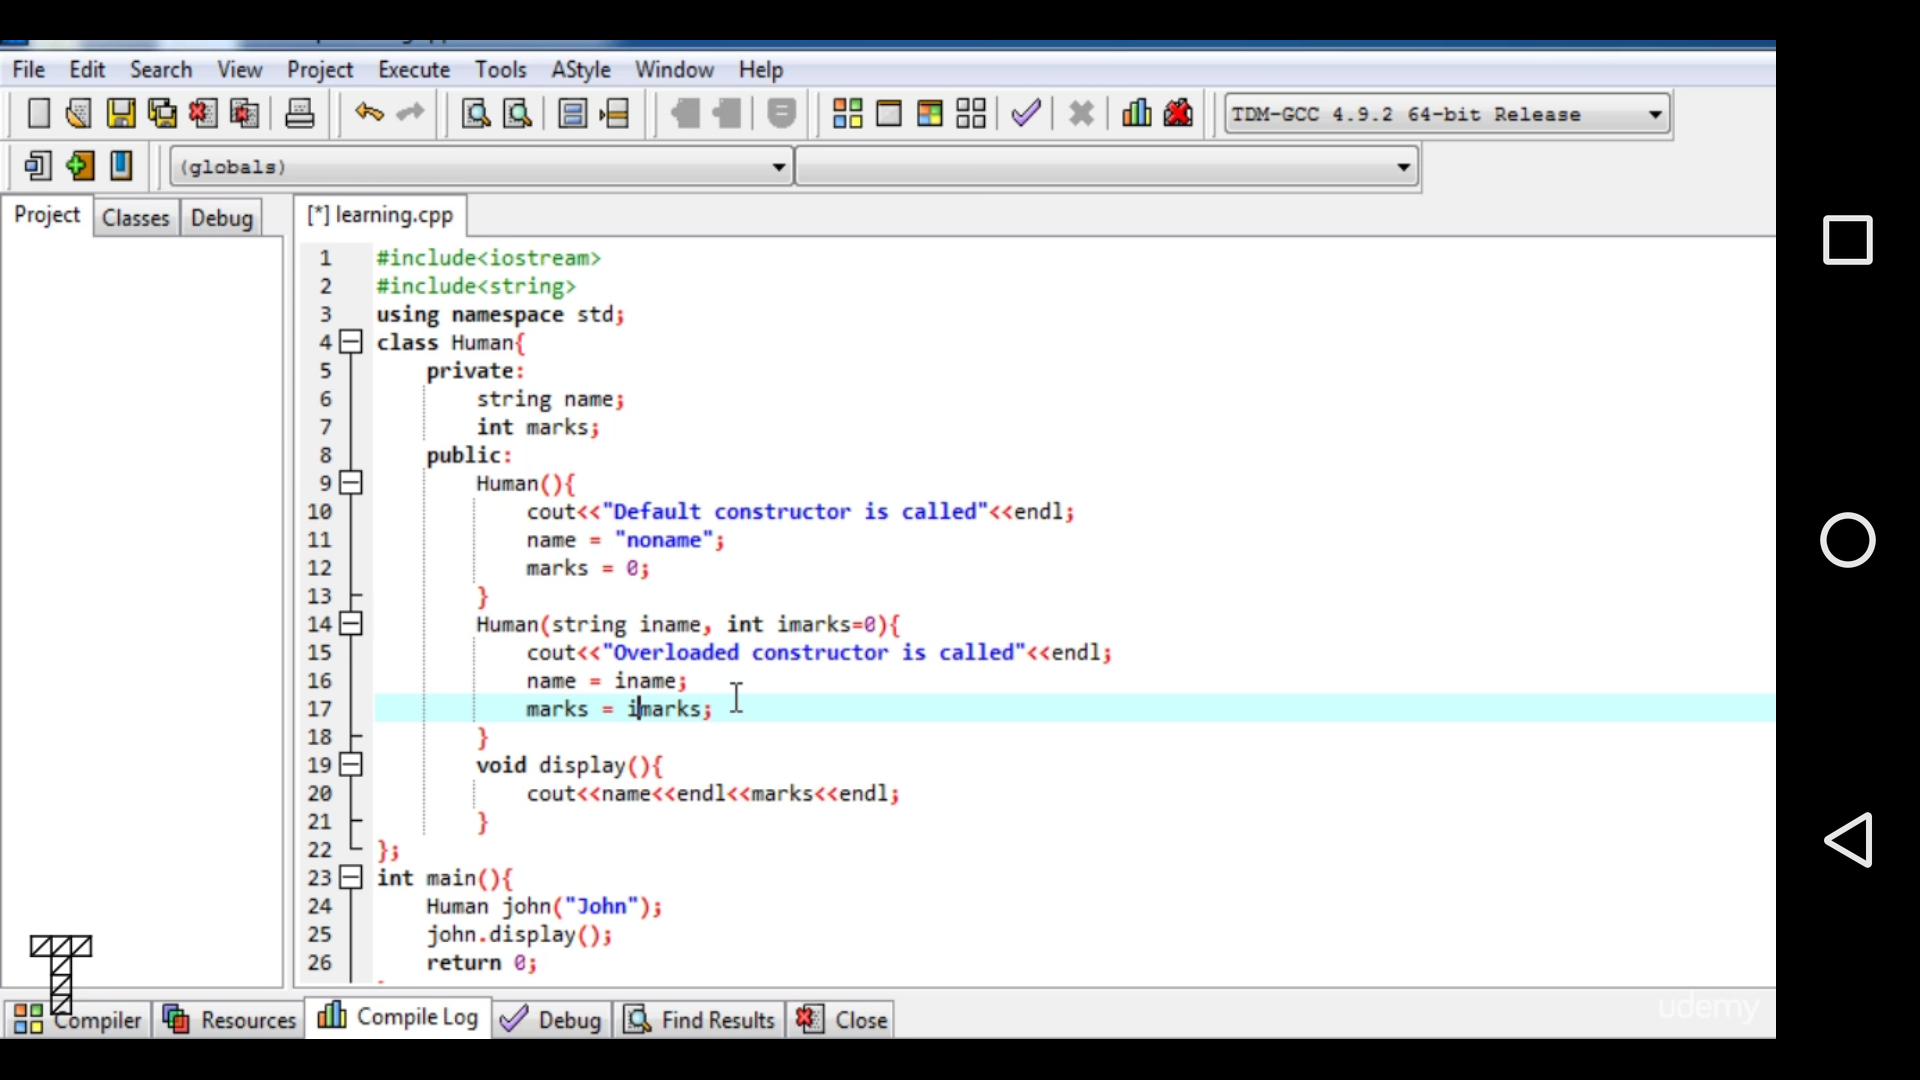 File Edit Search View Project Execute Tools AStyle Window Help
TDM-GCC 4.9.2 64-bit Release
(globals)
Project Classes Debug [*] learning.cpp
1 #include<iostream>
2 #include<string>
3 using namespace std;
4 class Human{
5 private:
6 string name;
7 int marks;
8 public:
9 Human(){
10 cout<<"Default constructor is called"<<endl;
11 name = "noname";
12 marks = 0;
13 }
14 Human(string iname, int imarks=0){
15 cout<<"Overloaded constructor is called"<<endl;
16 name = iname;
17 marks = imarks;
18 }
19 void display(){
20 cout<<name<<endl<<marks<<endl;
21 }
22 };
23 int main(){
24 Human john("John");
25 john.display();
26 return 0;
udemy
Compiler Resources Compile Log Debug Find Results Close